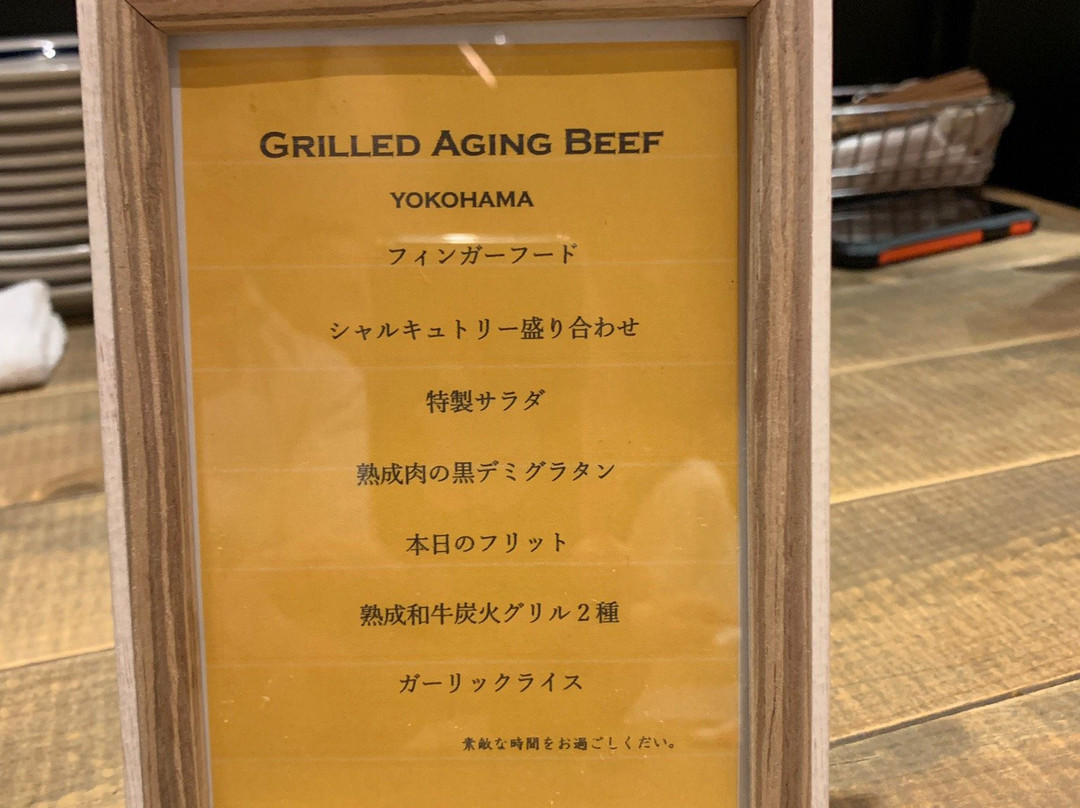 GRILLED AGING BEEF
YOKOHAMA
フィンガーフード
シャルキュトリー盛り合わせ
特製サラダ
熟成肉の黒デミグラタン
本日のフリット
熟成和牛炭火グリル２種
ガーリックライス
素敵な時間をお過ごしくだい。